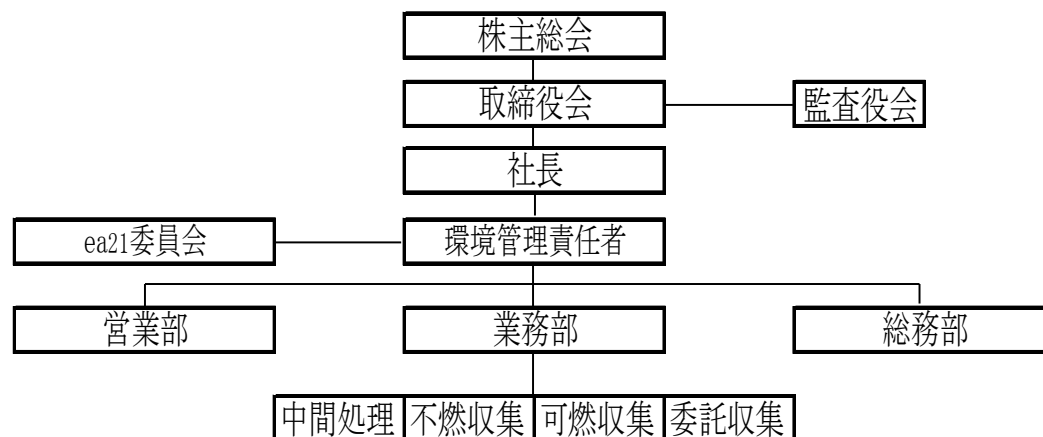 株主総会
取締役会
監査役会
社長
ea21委員会
環境管理責任者
営業部
業務部
総務部
中間処理
不燃収集
可燃収集
委託収集